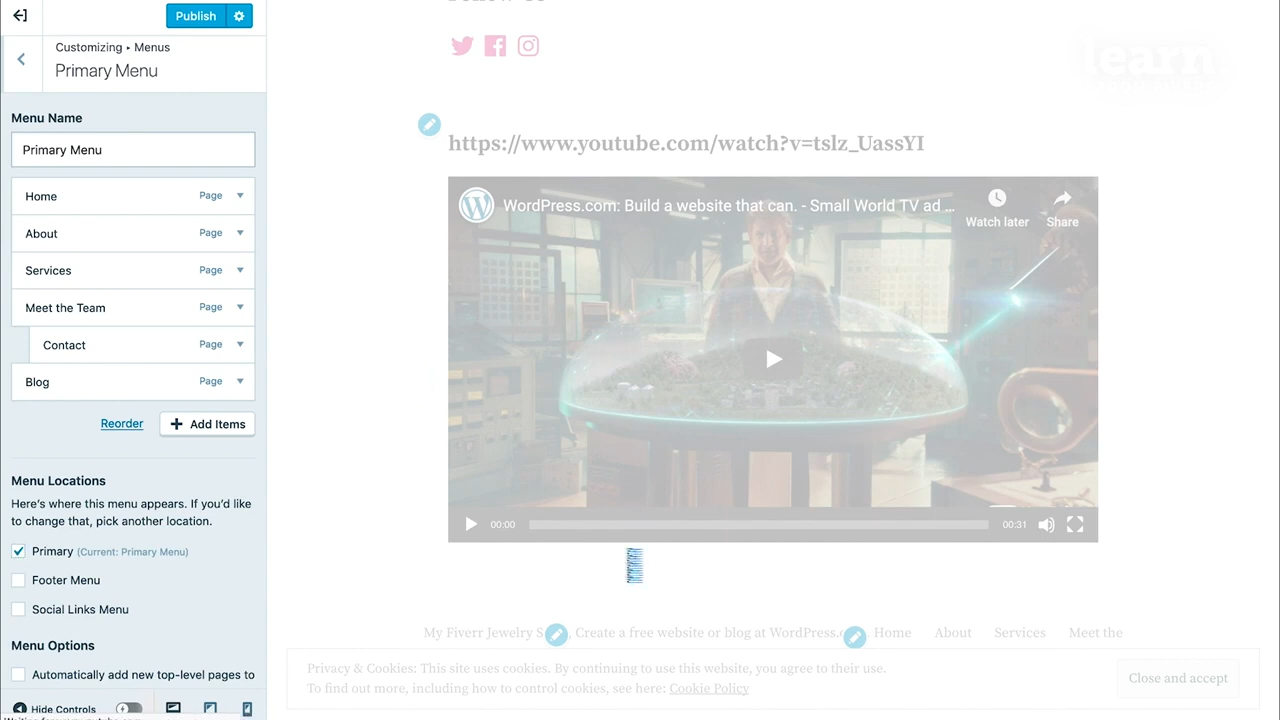 Publish
Customizing ▸ Menus
Primary Menu
Menu Name
Primary Menu
Home Page
About Page
Services Page
Meet the Team Page
Contact Page
Blog Page
Reorder
Add Items
Menu Locations
Here's where this menu appears. If you'd like
to change that, pick another location.
Primary (Current: Primary Menu)
Footer Menu
Social Links Menu
Menu Options
Automatically add new top-level pages to
Hide Controls
learn
https://www.youtube.com/watch?v=tslz_UassYI
WordPress.com: Build a website that can. - Small World TV ad ...
Watch later
Share
00:00
00:31
My Fiverr Jewelry S , Create a free website or blog at WordPress.c Home About Services Meet the
Privacy & Cookies: This site uses cookies. By continuing to use this website, you agree to their use.
To find out more, including how to control cookies, see here: Cookie Policy
Close and accept